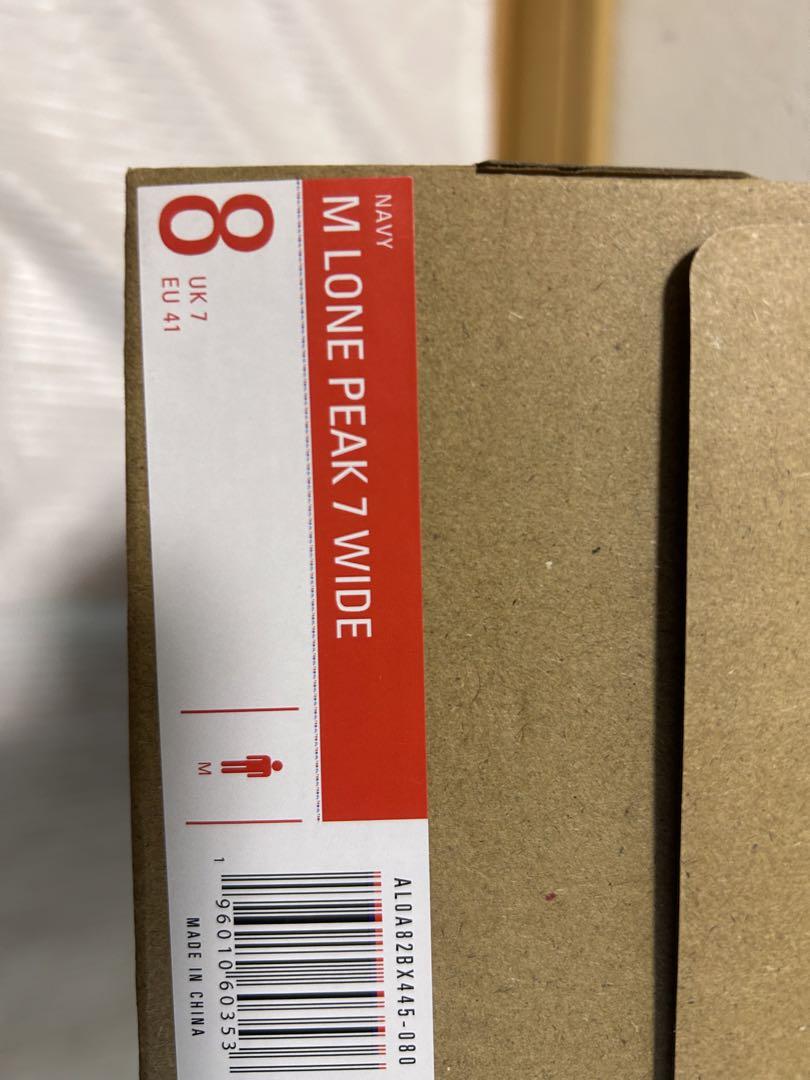 NAVY
M LONE PEAK 7 WIDE
8
UK 7
EU 41
M
AL0A82BX445-080
1 96010 60353
MADE IN CHINA